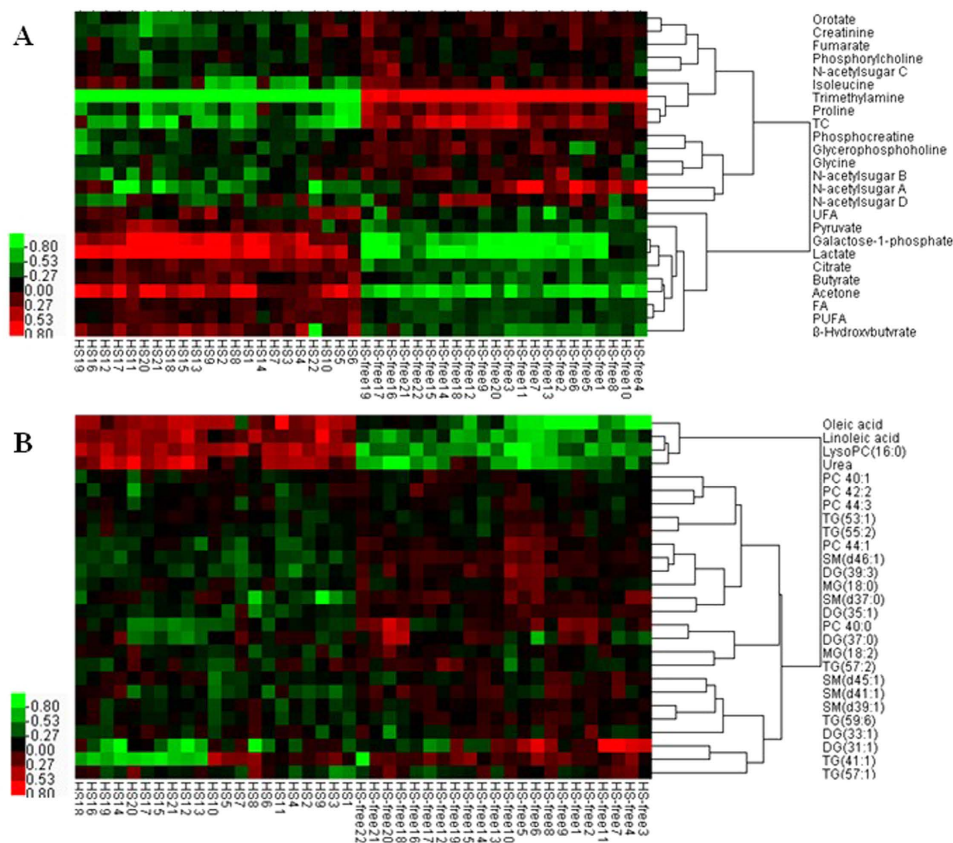 A
Orotate
Creatinine
Fumarate
Phosphorylcholine
N-acetylsugar C
Isoleucine
Trimethylamine
Proline
TC
Phosphocreatine
Glycerophosphoholine
Glycine
N-acetylsugar B
N-acetylsugar A
N-acetylsugar D
UFA
Pyruvate
Galactose-1-phosphate
Lactate
Citrate
Butyrate
Acetone
FA
PUFA
ß-Hydroxybutyrate
-0.80
-0.53
-0.27
0.00
0.27
0.53
0.80
HS19
HS16
HS12
HS17
HS11
HS20
HS21
HS18
HS15
HS13
HS9
HS2
HS8
HS1
HS14
HS7
HS3
HS4
HS22
HS10
HS5
HS6
HS-free19
HS-free17
HS-free16
HS-free21
HS-free22
HS-free15
HS-free14
HS-free18
HS-free12
HS-free9
HS-free20
HS-free3
HS-free11
HS-free7
HS-free13
HS-free2
HS-free6
HS-free5
HS-free1
HS-free8
HS-free10
HS-free4
B
Oleic acid
Linoleic acid
LysoPC(16:0)
Urea
PC 40:1
PC 42:2
PC 44:3
TG(53:1)
TG(55:2)
PC 44:1
SM(d46:1)
DG(39:3)
MG(18:0)
SM(d37:0)
DG(35:1)
PC 40:0
DG(37:0)
MG(18:2)
TG(57:2)
SM(d45:1)
SM(d41:1)
SM(d39:1)
TG(59:6)
DG(33:1)
DG(31:1)
TG(41:1)
TG(57:1)
-0.80
-0.53
-0.27
0.00
0.27
0.53
0.80
HS18
HS16
HS19
HS14
HS20
HS17
HS15
HS21
HS12
HS13
HS10
HS5
HS7
HS8
HS6
HS11
HS4
HS2
HS9
HS3
HS1
HS-free22
HS-free21
HS-free20
HS-free18
HS-free16
HS-free17
HS-free12
HS-free19
HS-free15
HS-free14
HS-free13
HS-free5
HS-free10
HS-free6
HS-free8
HS-free9
HS-free1
HS-free2
HS-free11
HS-free7
HS-free4
HS-free3